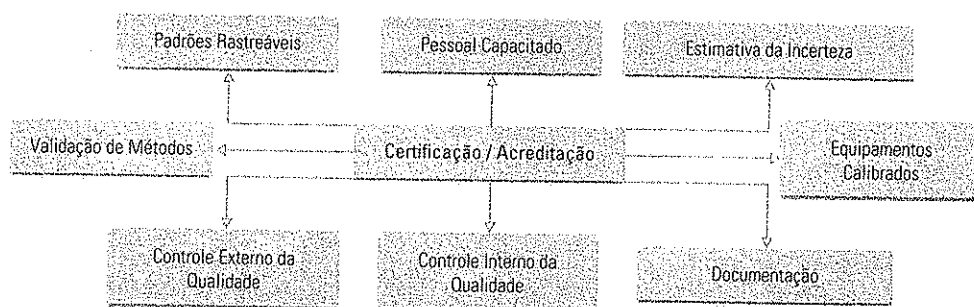 Padrões Rastreáveis
Pessoal Capacitado
Estimativa da Incerteza
Validação de Métodos
Certificação / Acreditação
Equipamentos
Calibrados
Controle Externo da
Qualidade
Controle Interno da
Qualidade
Documentação